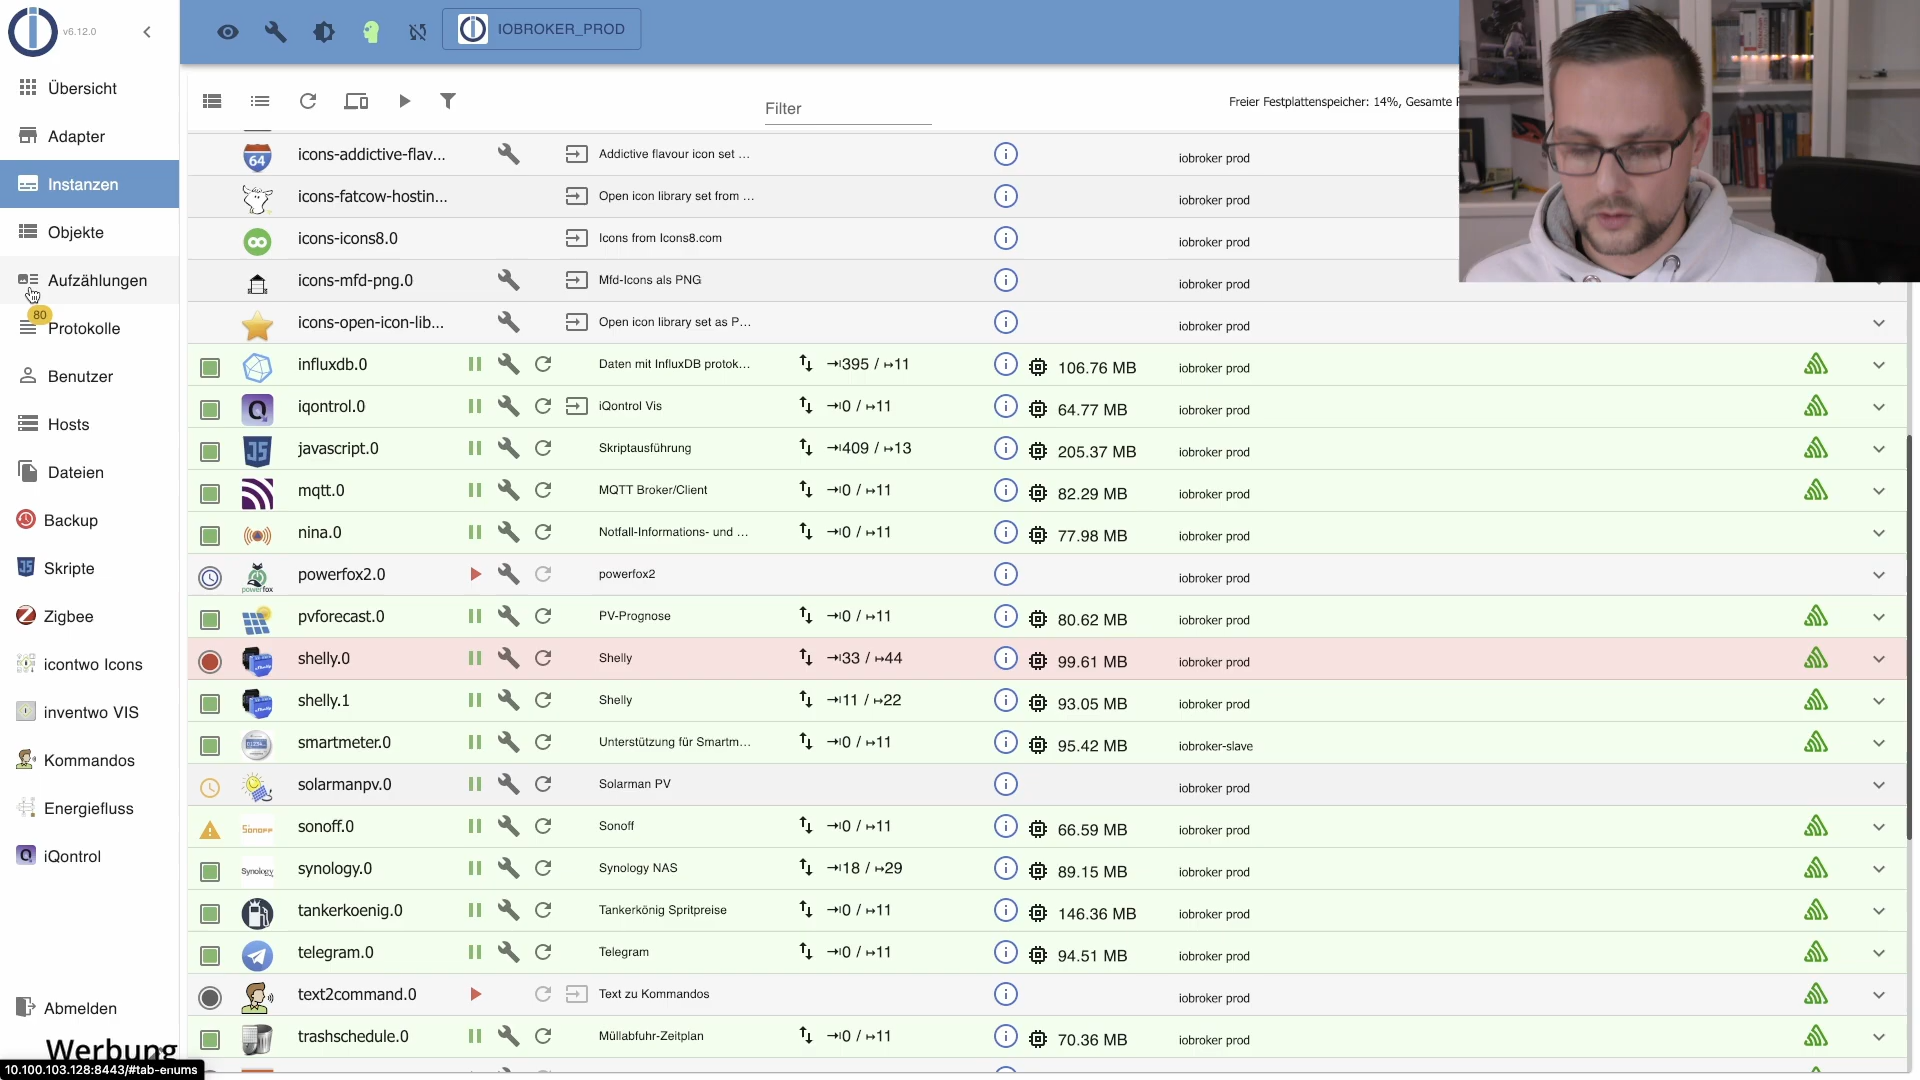 v6.12.0
IOBROKER_PROD
Übersicht
Adapter
Instanzen
Objekte
Aufzählungen
80
Protokolle
Benutzer
Hosts
Dateien
Backup
Skripte
Zigbee
icontwo Icons
inventwo VIS
Kommandos
Energiefluss
iQontrol
Abmelden
Werbung
10.100.103.128:8443/#tab-enums
Filter
Freier Festplattenspeicher: 14%, Gesamte
64 icons-addictive-flav... Addictive flavour icon set ... iobroker prod
icons-fatcow-hostin... Open icon library set from ... iobroker prod
icons-icons8.0 Icons from Icons8.com iobroker prod
icons-mfd-png.0 Mfd-Icons als PNG iobroker prod
icons-open-icon-lib... Open icon library set as P... iobroker prod
influxdb.0 Daten mit InfluxDB protok... 395 / 11 106.76 MB iobroker prod
iqontrol.0 iQontrol Vis 0 / 11 64.77 MB iobroker prod
javascript.0 Skriptausführung 409 / 13 205.37 MB iobroker prod
mqtt.0 MQTT Broker/Client 0 / 11 82.29 MB iobroker prod
nina.0 Notfall-Informations- und ... 0 / 11 77.98 MB iobroker prod
powerfox powerfox2.0 powerfox2 iobroker prod
pvforecast.0 PV-Prognose 0 / 11 80.62 MB iobroker prod
shelly.0 Shelly 33 / 44 99.61 MB iobroker prod
shelly.1 Shelly 11 / 22 93.05 MB iobroker prod
smartmeter.0 Unterstützung für Smartm... 0 / 11 95.42 MB iobroker-slave
solarmanpv.0 Solarman PV iobroker prod
SonoFF sonoff.0 Sonoff 0 / 11 66.59 MB iobroker prod
Synology synology.0 Synology NAS 18 / 29 89.15 MB iobroker prod
tankerkoenig.0 Tankerkönig Spritpreise 0 / 11 146.36 MB iobroker prod
telegram.0 Telegram 0 / 11 94.51 MB iobroker prod
text2command.0 Text zu Kommandos iobroker prod
trashschedule.0 Müllabfuhr-Zeitplan 0 / 11 70.36 MB iobroker prod